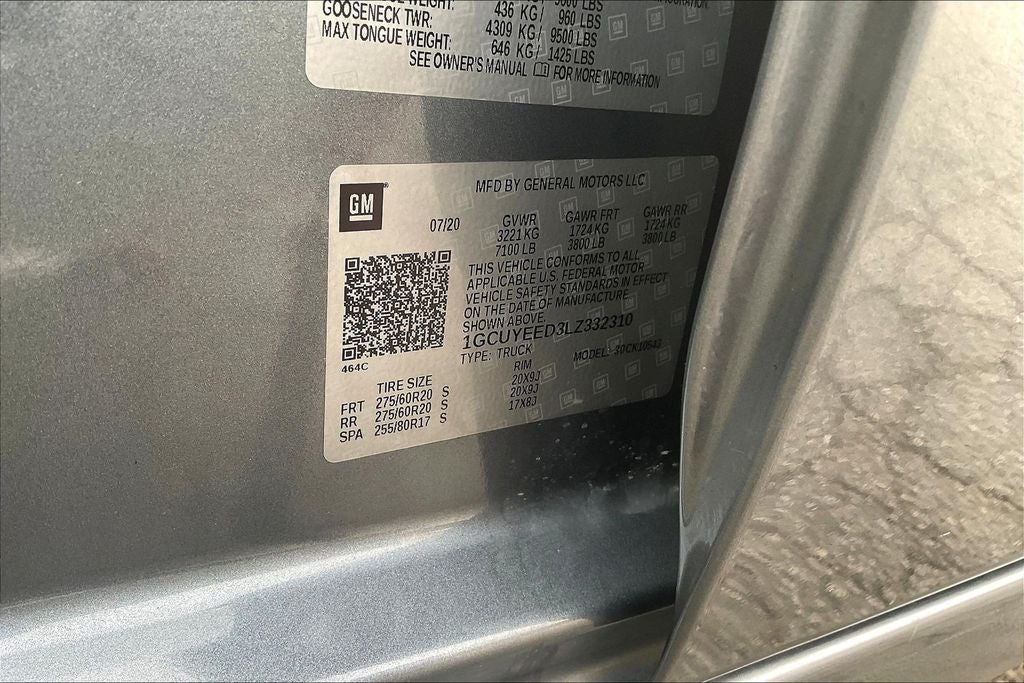 436 KG/ 960 LBS
GOOSENECK TWR: 4309 KG/ 9500 LBS
MAX TONGUE WEIGHT: 646 KG/ 1425 LBS
SEE OWNER'S MANUAL FOR MORE INFORMATION
GM
MFD BY GENERAL MOTORS LLC
07/20 GVWR GAWR FRT GAWR RR
3221 KG 1724 KG 1724 KG
7100 LB 3800 LB 3800 LB
THIS VEHICLE CONFORMS TO ALL
APPLICABLE U.S. FEDERAL MOTOR
VEHICLE SAFETY STANDARDS IN EFFECT
ON THE DATE OF MANUFACTURE
SHOWN ABOVE.
1GCUYEED3LZ332310
TYPE: TRUCK MODEL: 30CK10543
464C
TIRE SIZE RIM
FRT 275/60R20 S 20X9J
RR 275/60R20 S 20X9J
SPA 255/80R17 S 17X8J